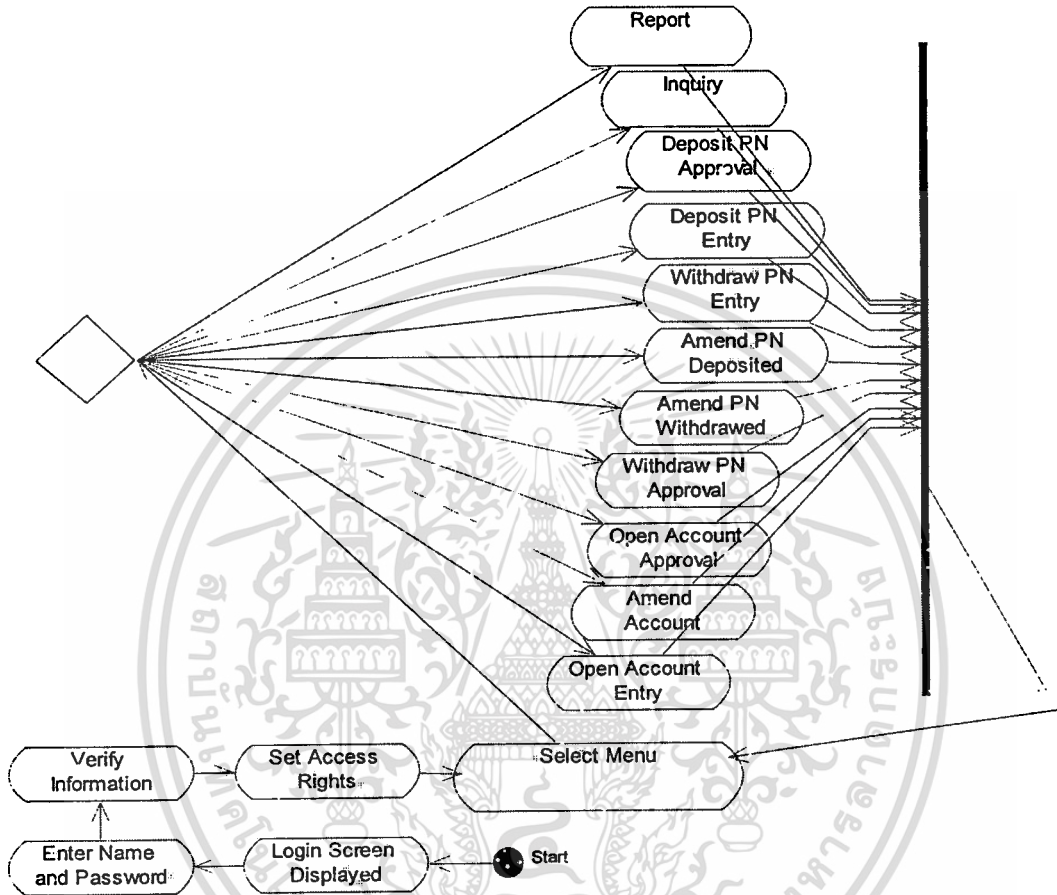 Report
Inquiry
Deposit PN
Approval
Deposit PN
Entry
Withdraw PN
Entry
Amend PN
Deposited
Amend PN
Withdrawed
Withdraw PN
Approval
Open Account
Approval
Amend
Account
Open Account
Entry
Select Menu
Set Access
Rights
Verify
Information
Enter Name
and Password
Login Screen
Displayed
Start